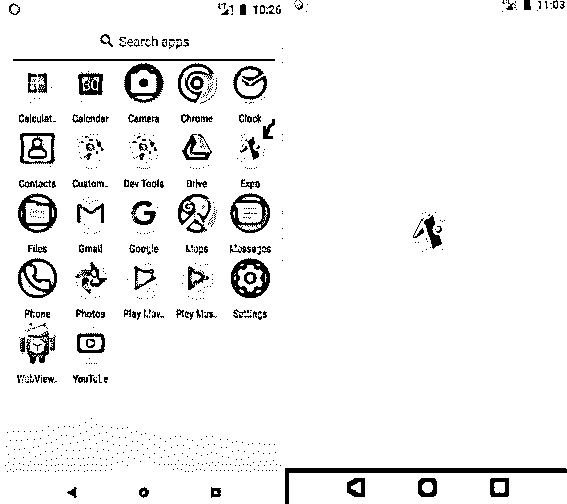 10:26
Search apps
Calculat..
Calendar
Camera
Chrome
Clock
Contacts
Custom..
Dev Tools
Drive
Expo
Files
Gmail
Google
Maps
Messages
Phone
Photos
Play Mov..
Play Mus..
Settings
WebView..
YouTube
11:03